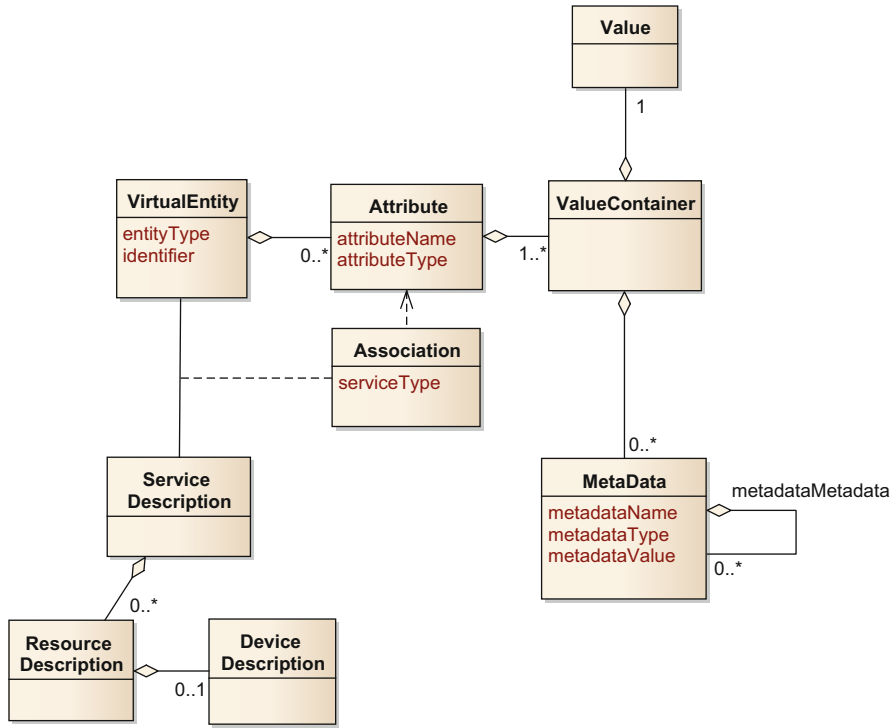 Value
1
VirtualEntity
entityType
identifier
0..*
Attribute
attributeName
attributeType
1..*
ValueContainer
Association
serviceType
0..*
Service
Description
MetaData
metadataName
metadataType
metadataValue
metadataMetadata
0..*
0..*
Resource
Description
0..1
Device
Description